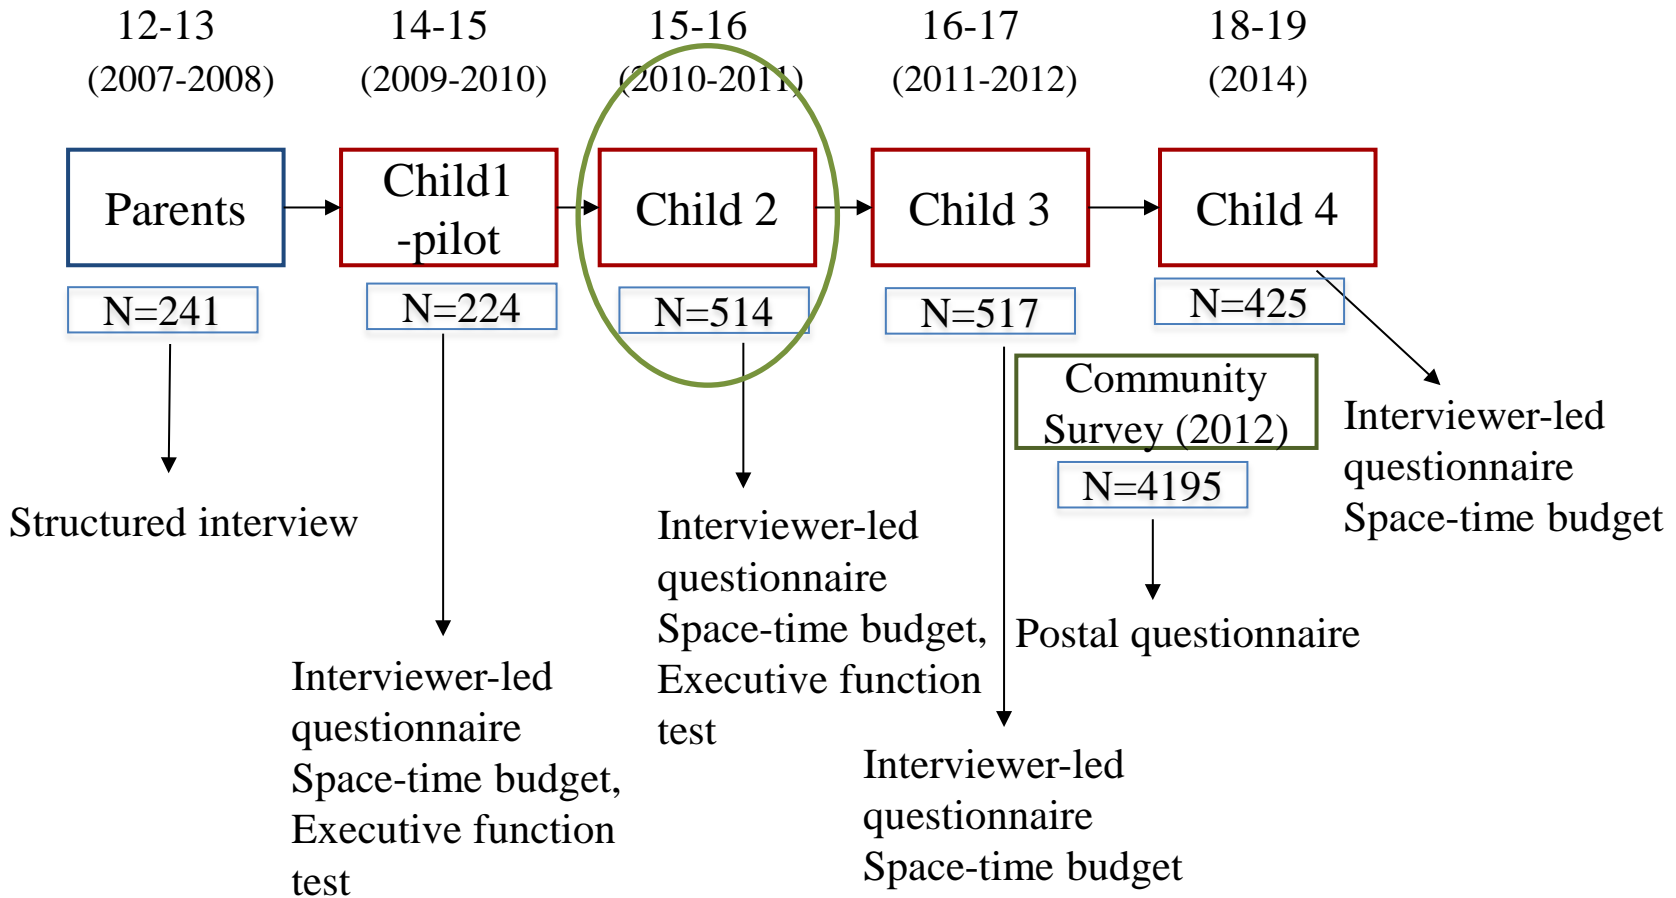 12-13
(2007-2008)
14-15
(2009-2010)
15-16
(2010-2011)
16-17
(2011-2012)
18-19
(2014)
Parents
Child1
-pilot
Child 2
Child 3
Child 4
N=241
N=224
N=514
N=517
N=425
Community
Survey (2012)
N=4195
Structured interview
Interviewer-led
questionnaire
Space-time budget,
Executive function
test
Interviewer-led
questionnaire
Space-time budget,
Executive function
test
Interviewer-led
questionnaire
Space-time budget
Postal questionnaire
Interviewer-led
questionnaire
Space-time budget